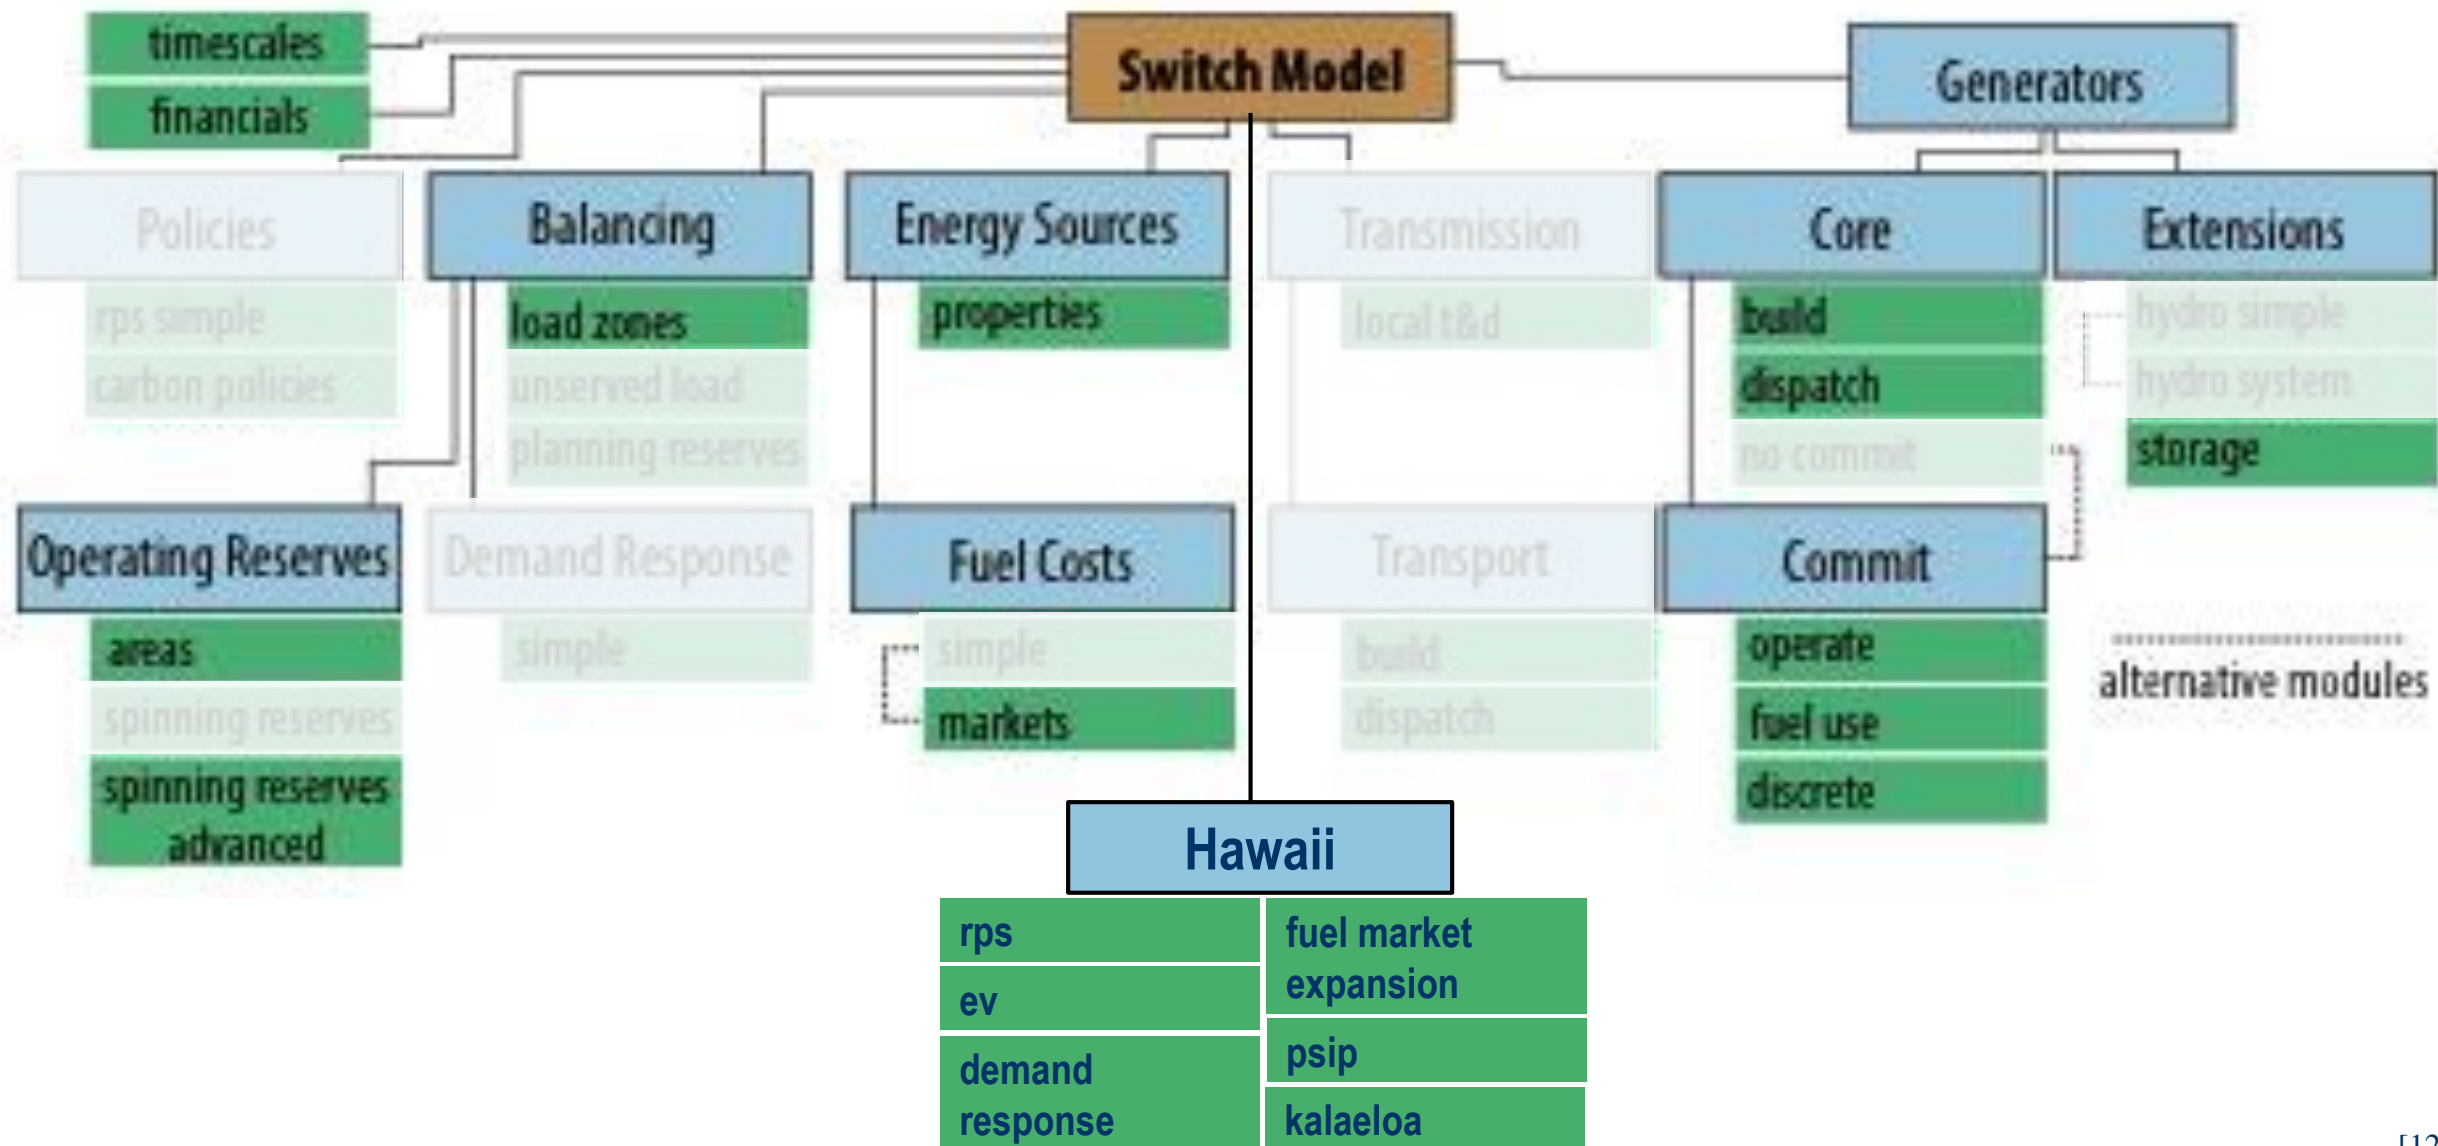 timescales
financials
Switch Model
Generators
Policies
rps simple
carbon policies
Balancing
load zones
unserved load
planning reserves
Energy Sources
properties
Transmission
local t&d
Core
build
dispatch
no commit
Extensions
hydro simple
hydro system
storage
Operating Reserves
areas
spinning reserves
spinning reserves
advanced
Demand Response
simple
Fuel Costs
simple
markets
Transport
build
dispatch
Commit
operate
fuel use
discrete
alternative modules
Hawaii
rps
ev
demand
response
fuel market
expansion
psip
kalaeloa
[12